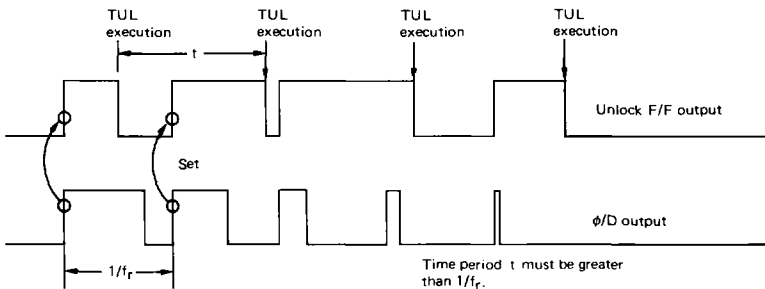 TUL
execution
TUL
execution
TUL
execution
TUL
execution
t
Unlock F/F output
Set
φ/D output
1/fr
Time period t must be greater
than 1/fr.